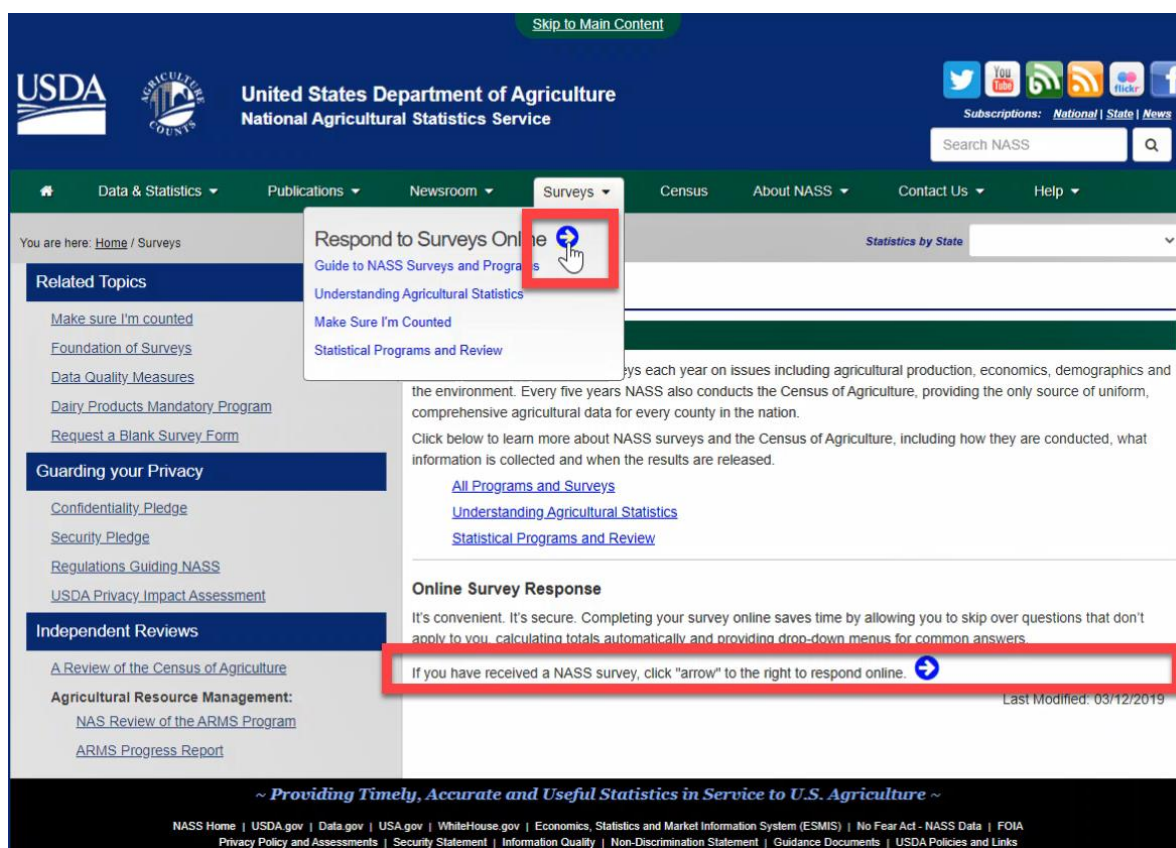 Skip to Main Content
USDA
AGRICULTURE
COUNTS
United States Department of Agriculture
National Agricultural Statistics Service
You Tube
flickr
Subscriptions: National | State | News
Search NASS
Data & Statistics
Publications
Newsroom
Surveys
Census
About NASS
Contact Us
Help
You are here: Home / Surveys
Statistics by State
Respond to Surveys Online
Guide to NASS Surveys and Programs
Understanding Agricultural Statistics
Make Sure I'm Counted
Statistical Programs and Review
Related Topics
Make sure I'm counted
Foundation of Surveys
Data Quality Measures
Dairy Products Mandatory Program
Request a Blank Survey Form
Guarding your Privacy
Confidentiality Pledge
Security Pledge
Regulations Guiding NASS
USDA Privacy Impact Assessment
Independent Reviews
A Review of the Census of Agriculture
Agricultural Resource Management:
NAS Review of the ARMS Program
ARMS Progress Report
each year on issues including agricultural production, economics, demographics and
the environment. Every five years NASS also conducts the Census of Agriculture, providing the only source of uniform,
comprehensive agricultural data for every county in the nation.
Click below to learn more about NASS surveys and the Census of Agriculture, including how they are conducted, what
information is collected and when the results are released.
All Programs and Surveys
Understanding Agricultural Statistics
Statistical Programs and Review
Online Survey Response
It's convenient. It's secure. Completing your survey online saves time by allowing you to skip over questions that don't
apply to you, calculating totals automatically and providing drop-down menus for common answers.
If you have received a NASS survey, click "arrow" to the right to respond online.
Last Modified: 03/12/2019
~ Providing Timely, Accurate and Useful Statistics in Service to U.S. Agriculture ~
NASS Home | USDA.gov | Data.gov | USA.gov | WhiteHouse.gov | Economics, Statistics and Market Information System (ESMIS) | No Fear Act - NASS Data | FOIA
Privacy Policy and Assessments | Security Statement | Information Quality | Non-Discrimination Statement | Guidance Documents | USDA Policies and Links